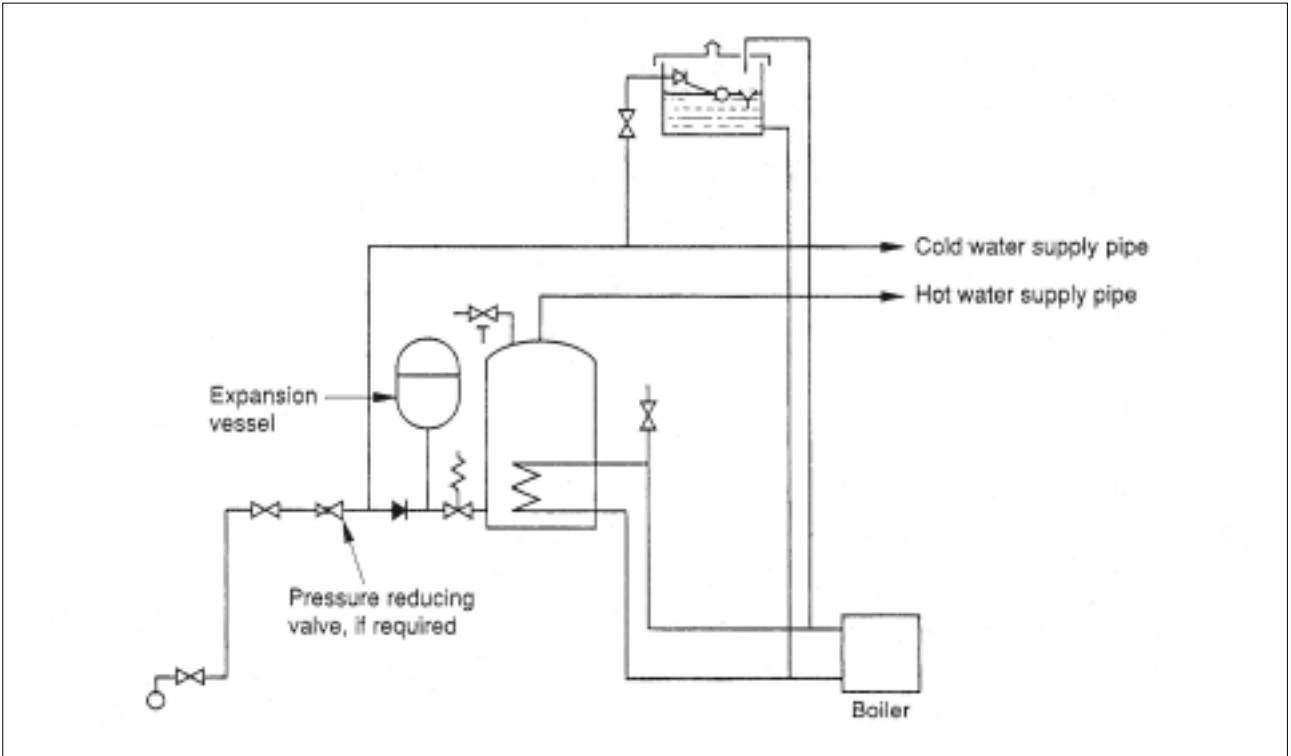 Cold water supply pipe
Hot water supply pipe
T
Expansion
vessel
Pressure reducing
valve, if required
Boiler